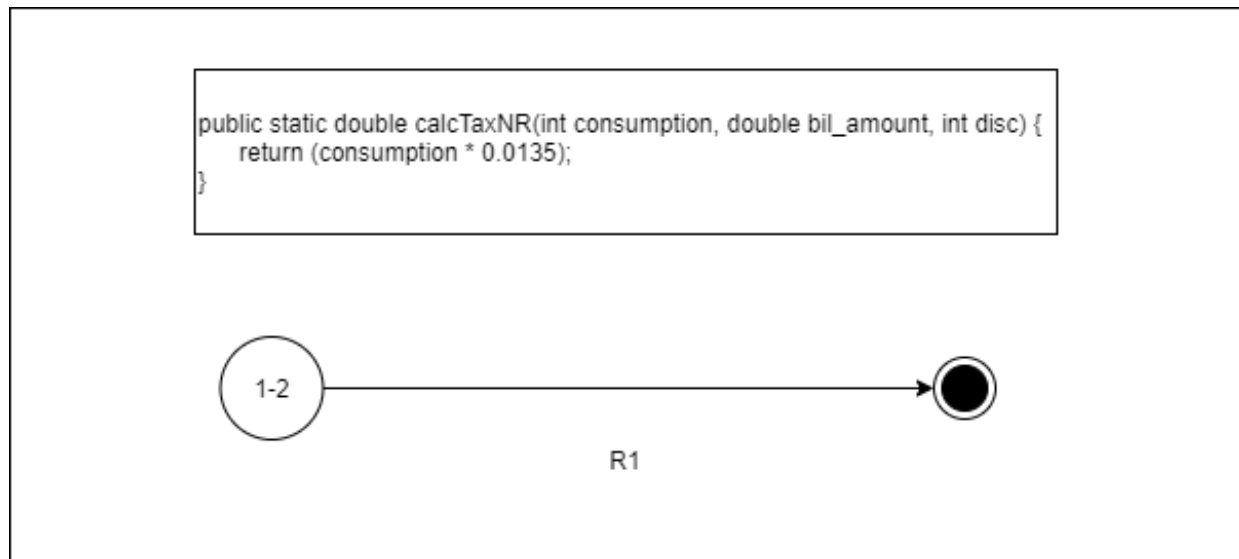 public static double calcTaxNR(int consumption, double bil_amount, int disc) {
return (consumption * 0.0135);
}
1-2
R1